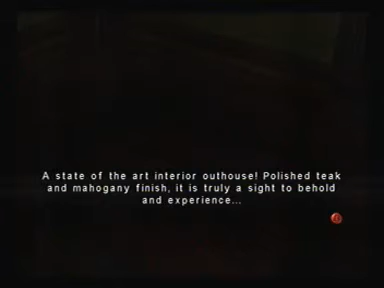 A state of the art interior outhouse! Polished teak
and mahogany finish, it is truly a sight to behold
and experience...